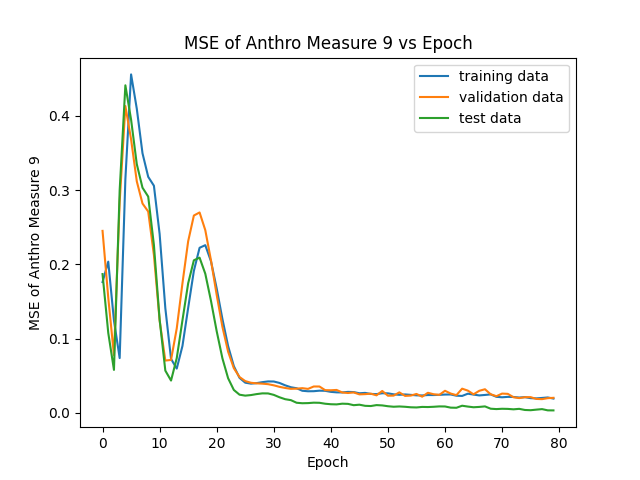 MSE of Anthro Measure 9 vs Epoch
training data
validation data
test data
MSE of Anthro Measure 9
0.4
0.3
0.2
0.1
0.0
0 10 20 30 40 50 60 70 80
Epoch